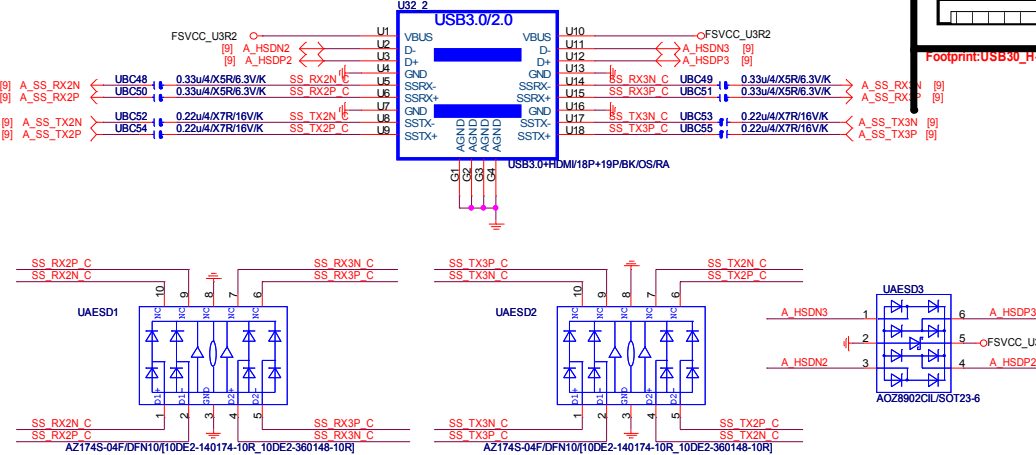 U32_2
USB3.0/2.0
FSVCC_U3R2
U1
VBUS
VBUS
U10
FSVCC_U3R2
[9] A_HSDN2
U2
D-
D-
U11
A_HSDN3 [9]
[9] A_HSDP2
U3
D+
D+
U12
A_HSDP3 [9]
U4
GND
GND
U13
[9] A_SS_RX2N
UBC48 0.33u/4/X5R/6.3V/K
SS_RX2N_C
U5
SSRX-
SSRX-
U14
SS_RX3N_C
UBC49 0.33u/4/X5R/6.3V/K
[9]
[9] A_SS_RX2P
UBC50 0.33u/4/X5R/6.3V/K
SS_RX2P_C
U6
SSRX+
SSRX+
U15
SS_RX3P_C
UBC51 0.33u/4/X5R/6.3V/K
[9]
U7
GND
GND
U16
[9] A_SS_TX2N
UBC52 0.22u/4/X7R/16V/K
SS_TX2N_C
U8
SSTX-
SSTX-
U17
SS_TX3N_C
UBC53 0.22u/4/X7R/16V/K
A_SS_TX3N [9]
[9] A_SS_TX2P
UBC54 0.22u/4/X7R/16V/K
SS_TX2P_C
U9
SSTX+
SSTX+
U18
SS_TX3P_C
UBC55 0.22u/4/X7R/16V/K
A_SS_TX3P [9]
AGND AGND AGND AGND
G1 G2 G3 G4
USB3.0+HDMI/18P+19P/BK/OS/RA
Footprint:USB30_H
SS_RX2P_C
SS_RX2N_C
SS_RX3N_C
SS_RX3P_C
UAESD1
10 9 8 7 6
NC NC NC NC
D1+ D1- GND D2+ D2-
1 2 3 4 5
SS_RX2N_C
SS_RX2P_C
SS_RX3P_C
SS_RX3N_C
AZ174S-04F/DFN10/[10DE2-140174-10R_10DE2-360148-10R]
SS_TX3P_C
SS_TX3N_C
SS_TX2N_C
SS_TX2P_C
UAESD2
10 9 8 7 6
NC NC NC NC
D1+ D1- GND D2+ D2-
1 2 3 4 5
SS_TX3N_C
SS_TX3P_C
SS_TX2P_C
SS_TX2N_C
AZ174S-04F/DFN10/[10DE2-140174-10R_10DE2-360148-10R]
UAESD3
A_HSDN3
1
6
A_HSDP3
2
5
FSVCC_U3
A_HSDN2
3
4
A_HSDP2
AOZ8902CIL/SOT23-6